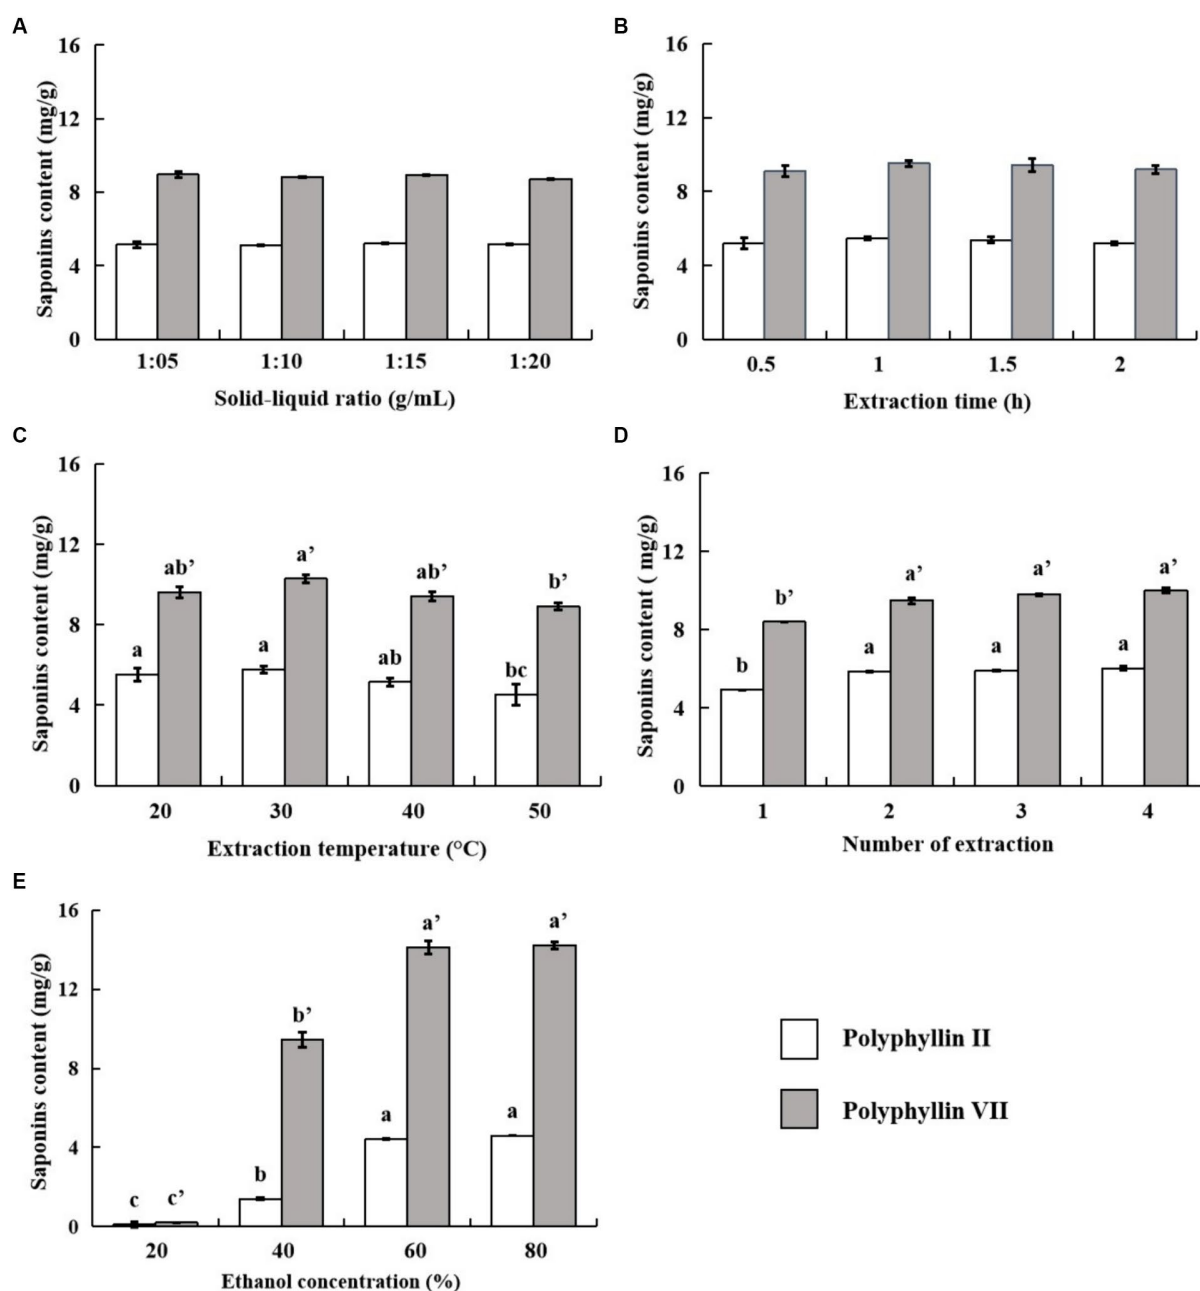 A
16
12
8
4
0
Saponins content (mg/g)
1:05 1:10 1:15 1:20
Solid-liquid ratio (g/mL)
B
16
12
8
4
0
Saponins content (mg/g)
0.5 1 1.5 2
Extraction time (h)
C
16
12
8
4
0
Saponins content (mg/g)
a ab’ a a’ ab ab’ bc b’
20 30 40 50
Extraction temperature (°C)
D
16
12
8
4
0
Saponins content ( mg/g)
b b’ a a’ a a’ a a’
1 2 3 4
Number of extraction
E
16
12
8
4
0
Saponins content (mg/g)
c c’ b b’ a a’ a a’
20 40 60 80
Ethanol concentration (%)
Polyphyllin II
Polyphyllin VII